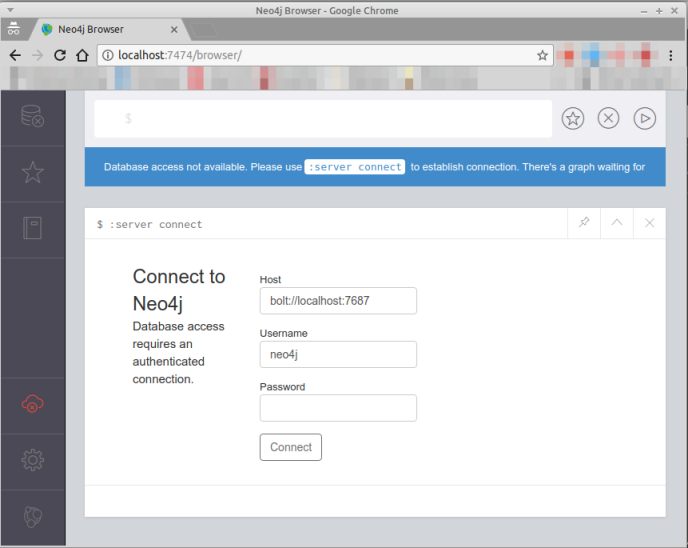 Neo4j Browser - Google Chrome
Neo4j Browser
localhost:7474/browser/
$
Database access not available. Please use :server connect to establish connection. There's a graph waiting for
$ :server connect
Connect to
Neo4j
Database access
requires an
authenticated
connection.
Host
bolt://localhost:7687
Username
neo4j
Password
Connect